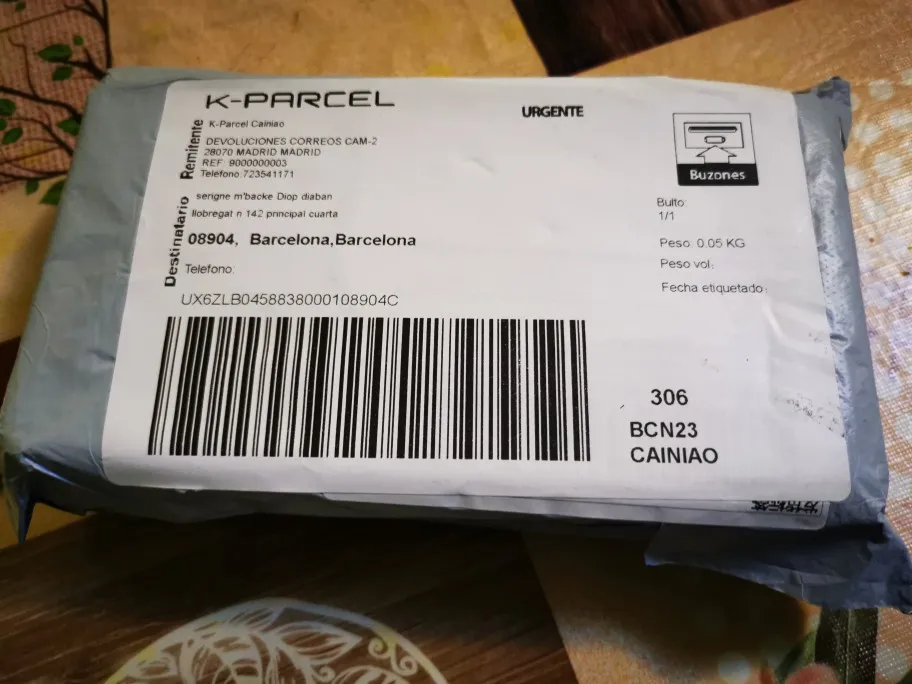 K-PARCEL
URGENTE
Remitente
K-Parcel Cainiao
DEVOLUCIONES CORREOS CAM-2
28070 MADRID MADRID
REF: 9000000003
Teléfono:723541171
Buzones
Destinatario
serigne m'backe Diop diaban
llobregat n 142 principal cuarta
08904, Barcelona,Barcelona
Telefono:
Bulto:
1/1
Peso: 0.05 KG
Peso vol:
Fecha etiquetado:
UX6ZLB0458838000108904C
306
BCN23
CAINIAO